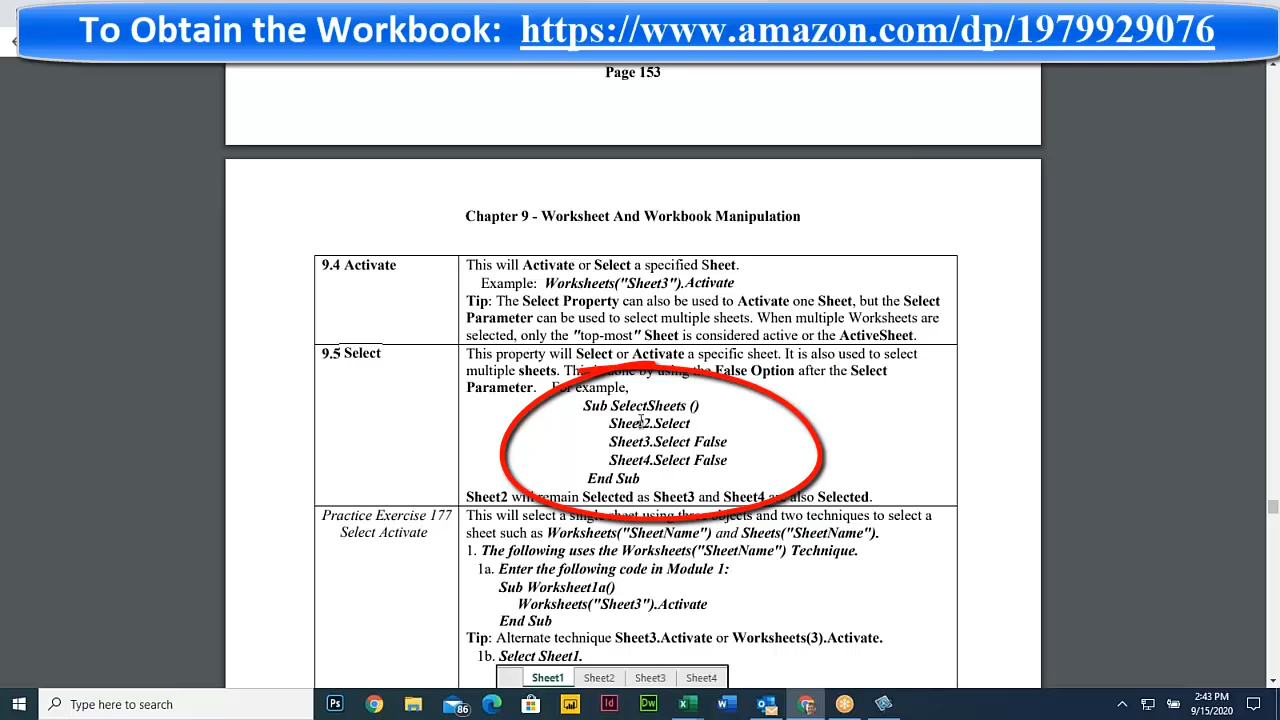 To Obtain the Workbook: https://www.amazon.com/dp/1979929076
Page 153
Chapter 9 - Worksheet And Workbook Manipulation
9.4 Activate
This will Activate or Select a specified Sheet.
Example: Worksheets("Sheet3").Activate
Tip: The Select Property can also be used to Activate one Sheet, but the Select
Parameter can be used to select multiple sheets. When multiple Worksheets are
selected, only the "top-most" Sheet is considered active or the ActiveSheet.
9.5 Select
This property will Select or Activate a specific sheet. It is also used to select
multiple sheets. This is done by using the False Option after the Select
Parameter. For example,
Sub SelectSheets ()
Sheet2.Select
Sheet3.Select False
Sheet4.Select False
End Sub
Sheet2 will remain Selected as Sheet3 and Sheet4 are also Selected.
Practice Exercise 177
Select Activate
This will select a single sheet using three objects and two techniques to select a
sheet such as Worksheets("SheetName") and Sheets("SheetName").
1. The following uses the Worksheets("SheetName") Technique.
1a. Enter the following code in Module 1:
Sub Worksheet1a()
Worksheets("Sheet3").Activate
End Sub
Tip: Alternate technique Sheet3.Activate or Worksheets(3).Activate.
1b. Select Sheet1.
Sheet1 Sheet2 Sheet3 Sheet4
Type here to search
Ps
86
Id
Dw
2:43 PM
9/15/2020